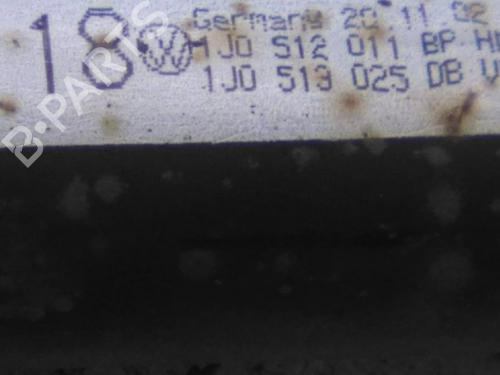 18 Germany 20 11 02
1J0 512 011 BP H
1J0 513 025 DB V
B-PARTS